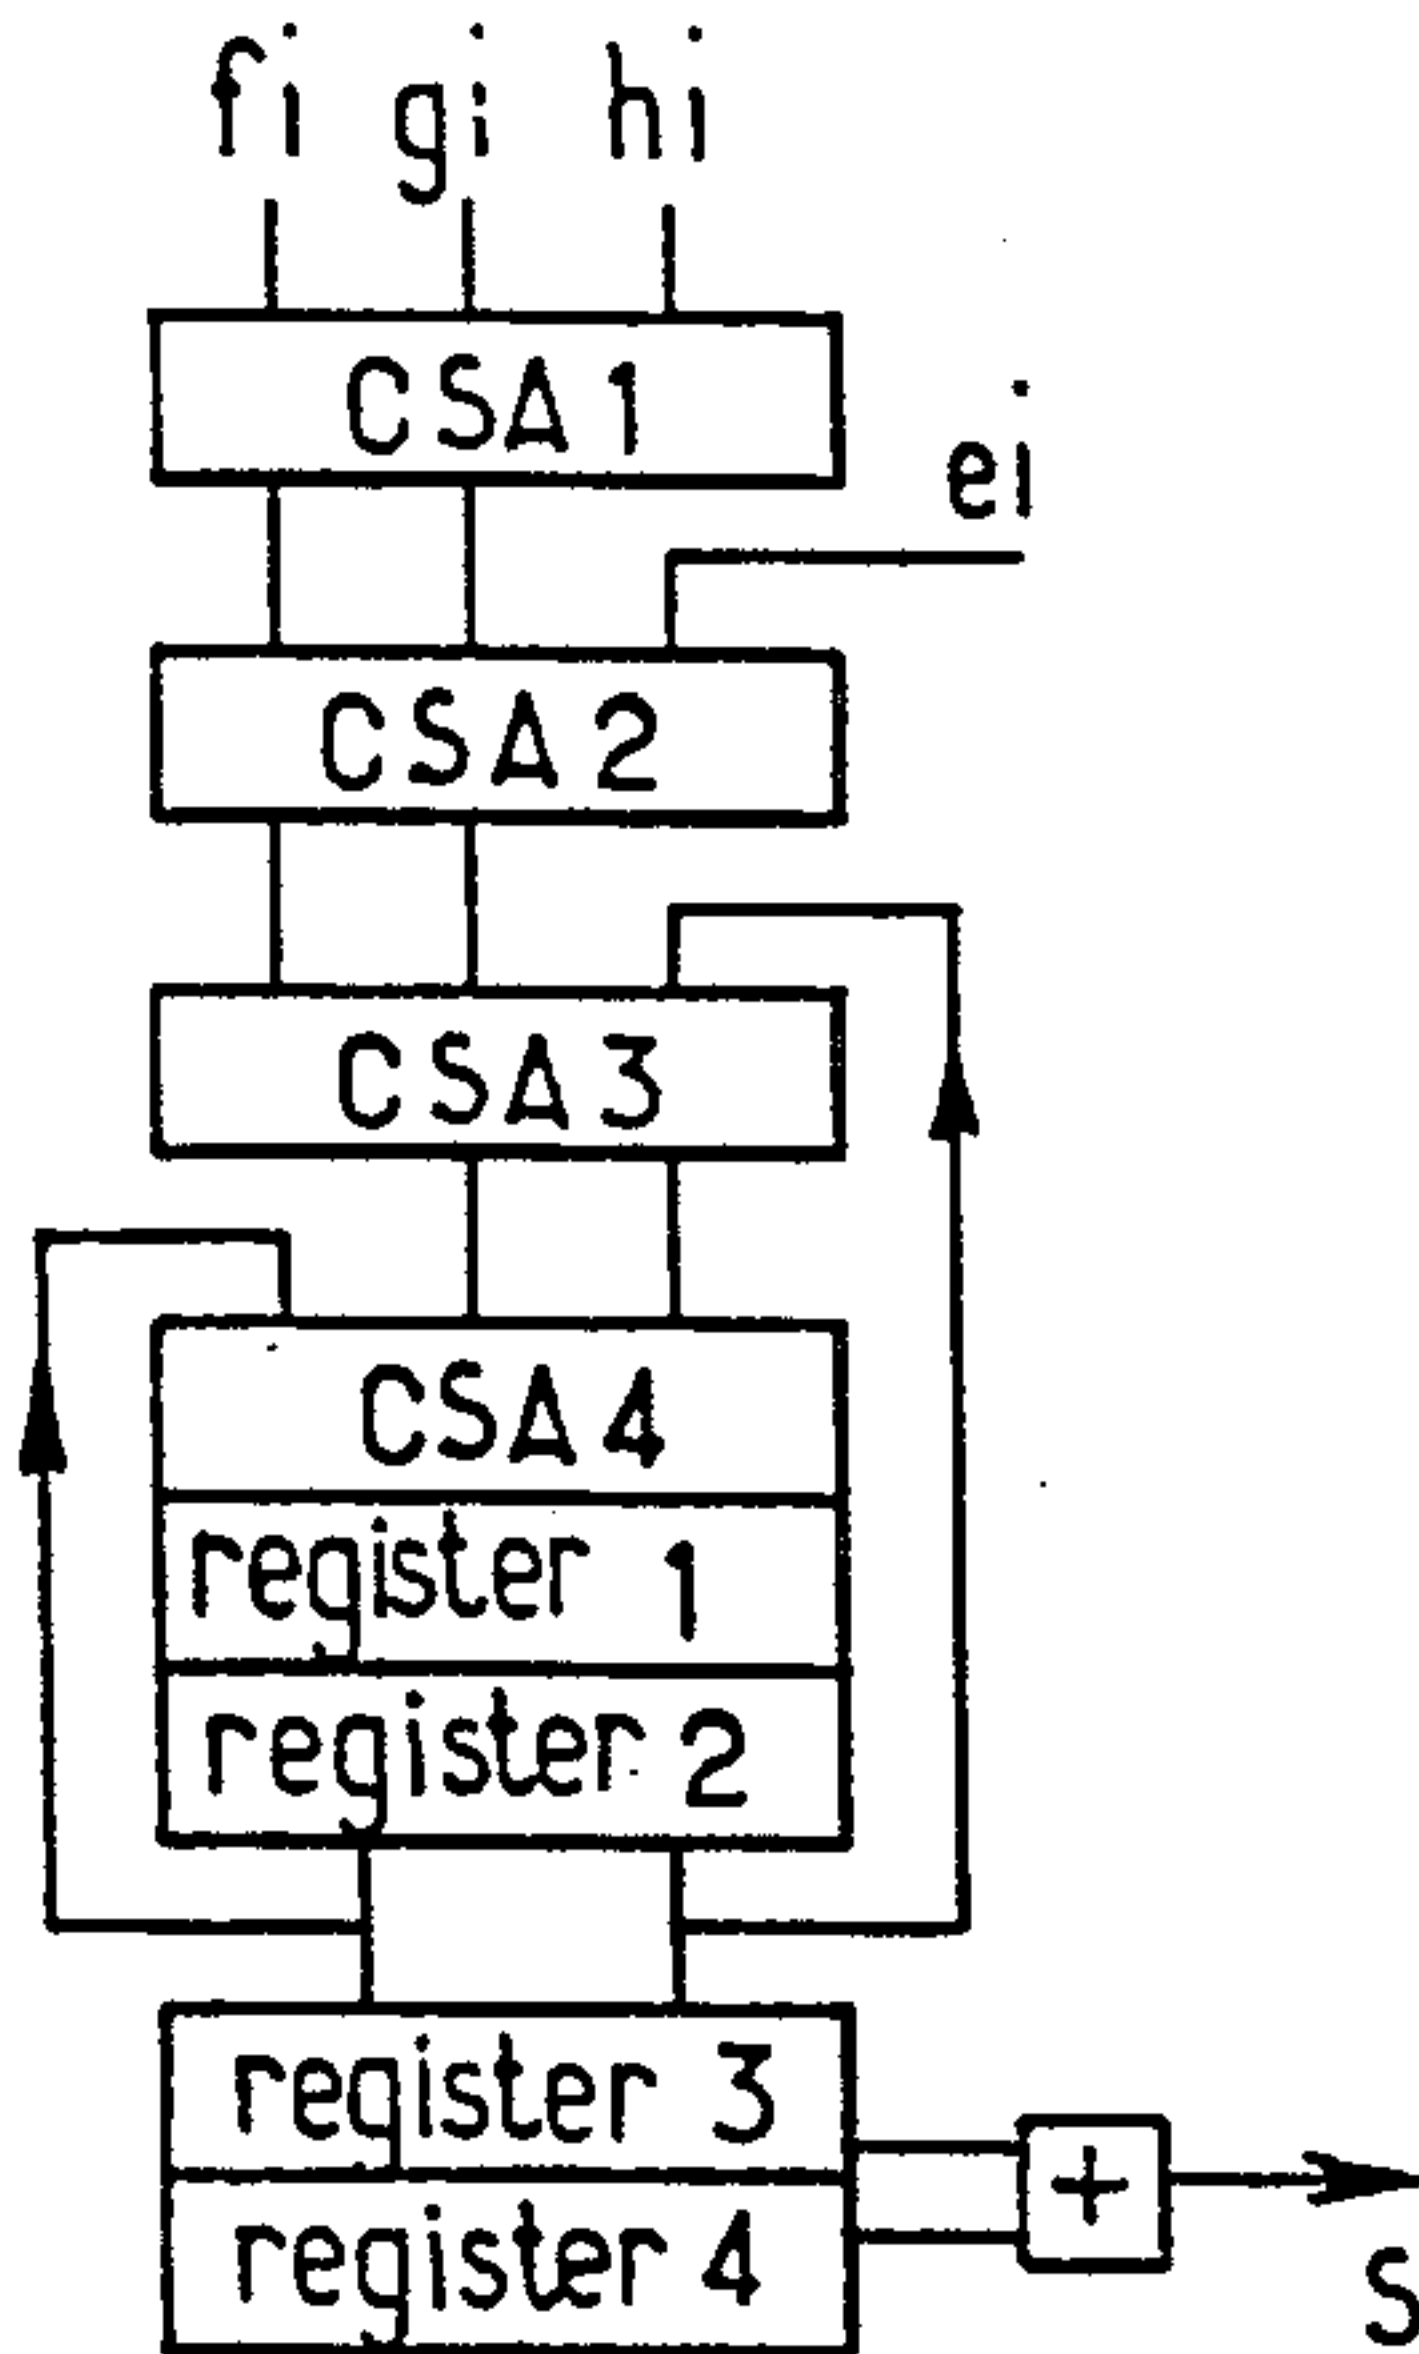 fi gi hi
CSA1
ei
CSA2
CSA3
CSA4
register 1
register 2
register 3
+
register 4
S